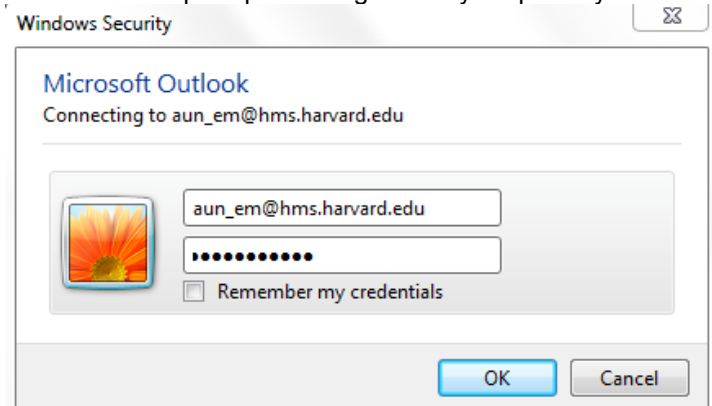 Windows Security
Microsoft Outlook
Connecting to aun_em@hms.harvard.edu
aun_em@hms.harvard.edu
•••••••••••
Remember my credentials
OK
Cancel